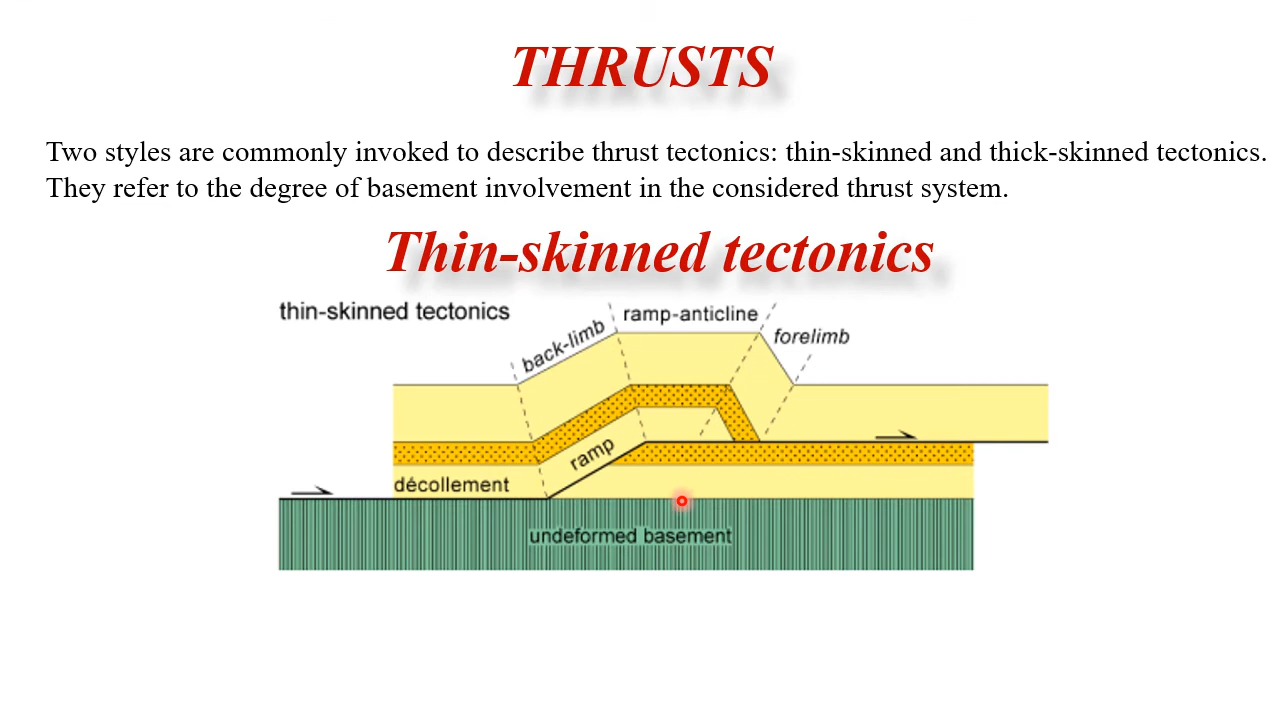 THRUSTS
Two styles are commonly invoked to describe thrust tectonics: thin-skinned and thick-skinned tectonics.
They refer to the degree of basement involvement in the considered thrust system.
Thin-skinned tectonics
thin-skinned tectonics
ramp-anticline
back-limb
forelimb
ramp
décollement
undeformed basement